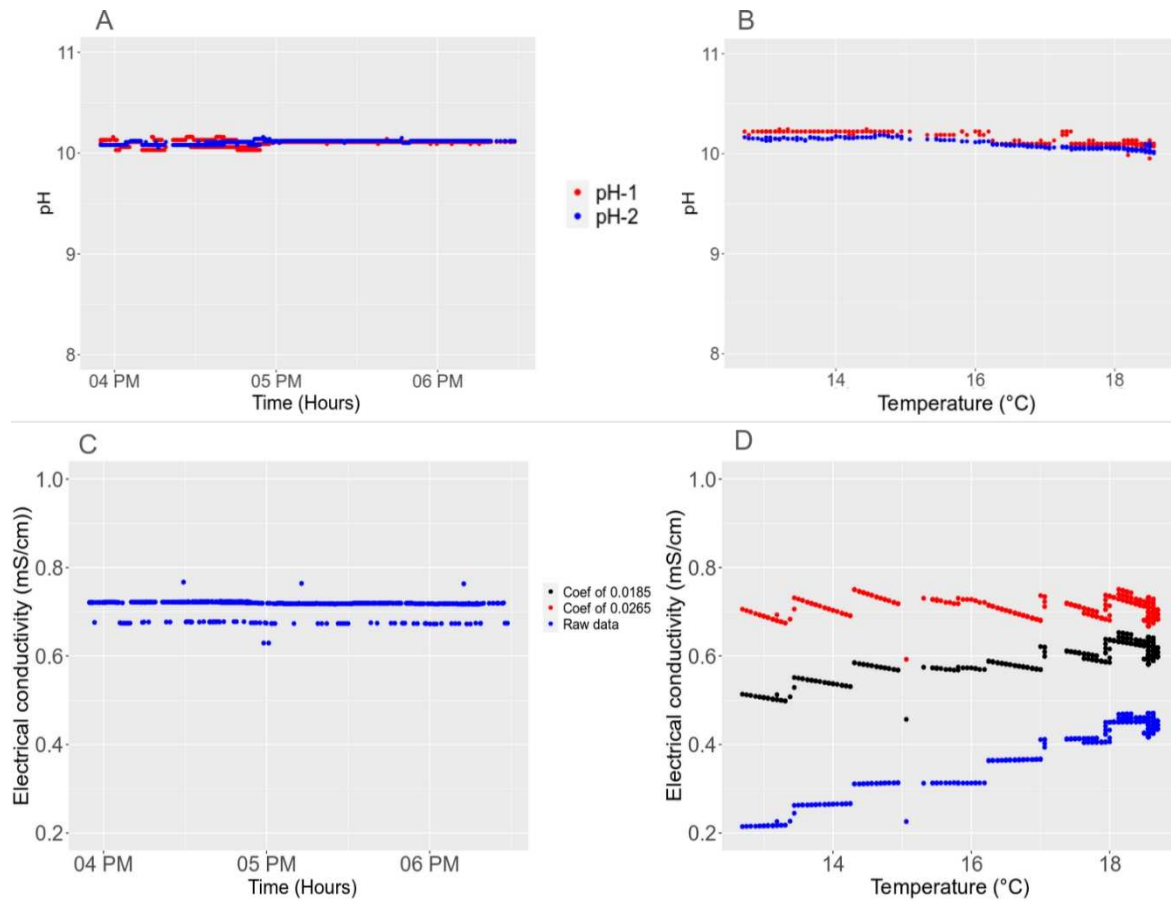 A
B
11
10
9
8
pH
04 PM
05 PM
06 PM
Time (Hours)
pH-1
pH-2
11
10
9
8
pH
14
16
18
Temperature (°C)
C
D
1.0
0.8
0.6
0.4
0.2
Electrical conductivity (mS/cm))
04 PM
05 PM
06 PM
Time (Hours)
Coef of 0.0185
Coef of 0.0265
Raw data
1.0
0.8
0.6
0.4
0.2
Electrical conductivity (mS/cm)
14
16
18
Temperature (°C)